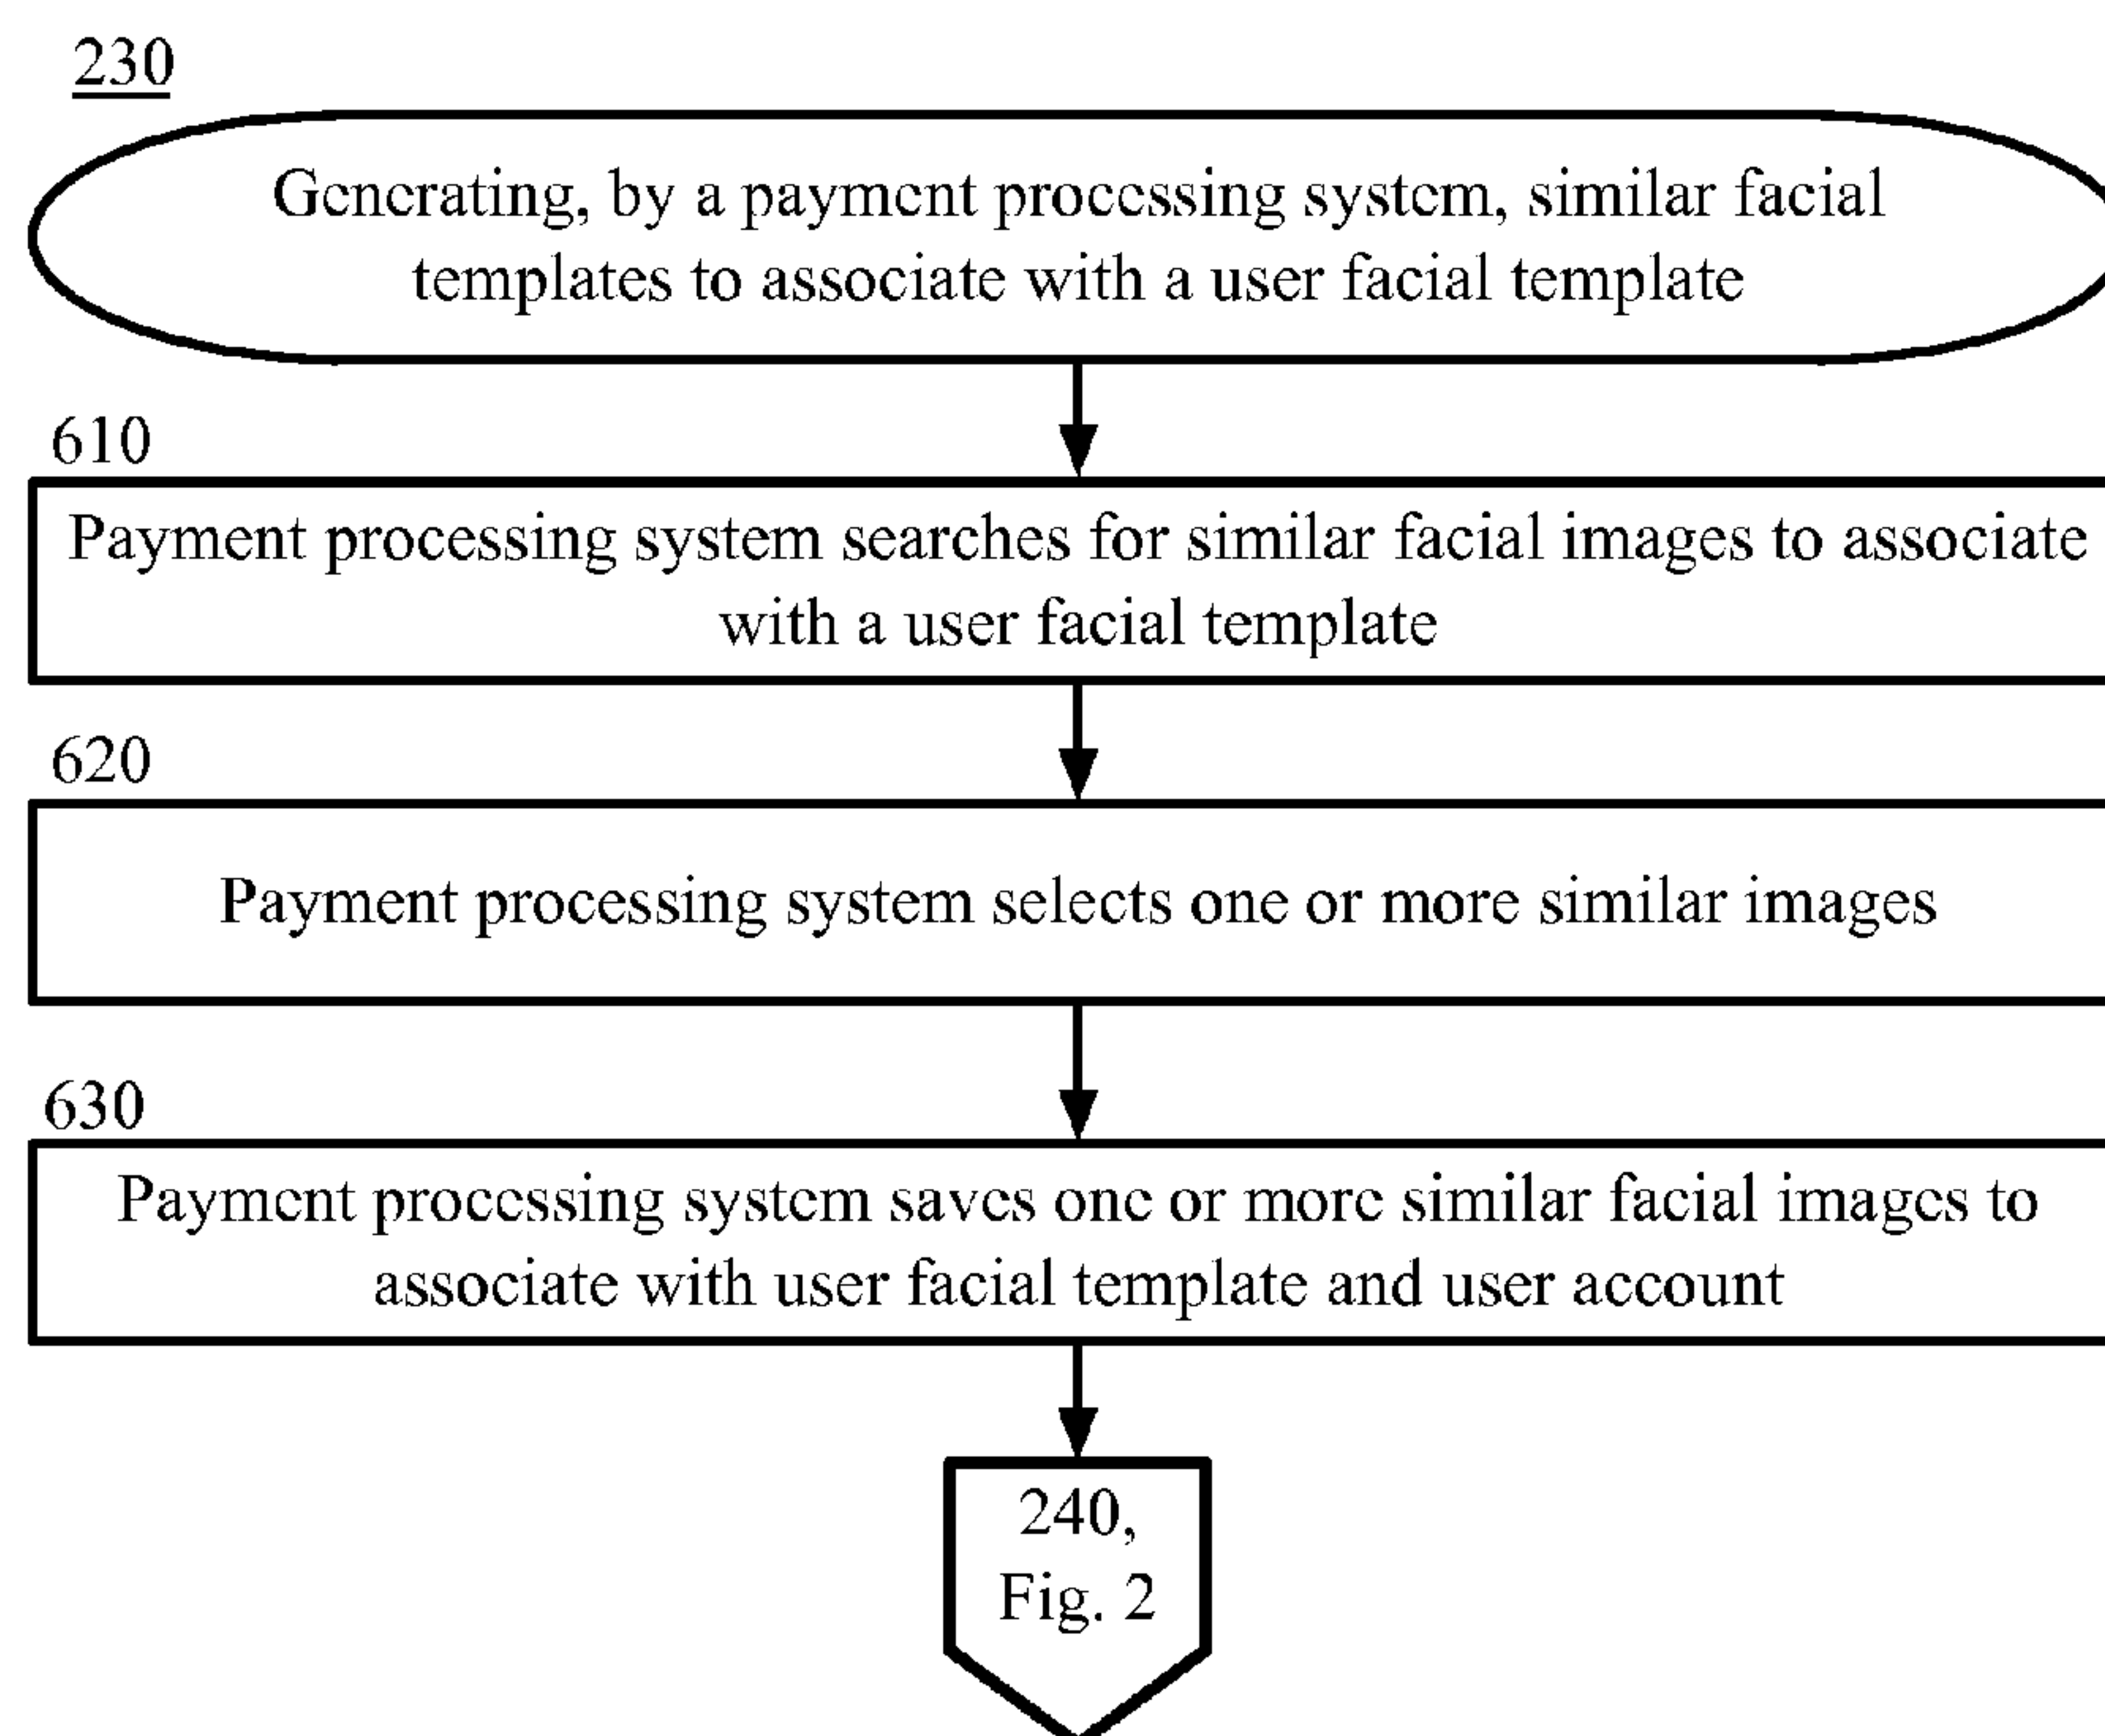 230
Generating, by a payment processing system, similar facial
templates to associate with a user facial template
610
Payment processing system searches for similar facial images to associate
with a user facial template
620
Payment processing system selects one or more similar images
630
Payment processing system saves one or more similar facial images to
associate with user facial template and user account
240,
Fig. 2